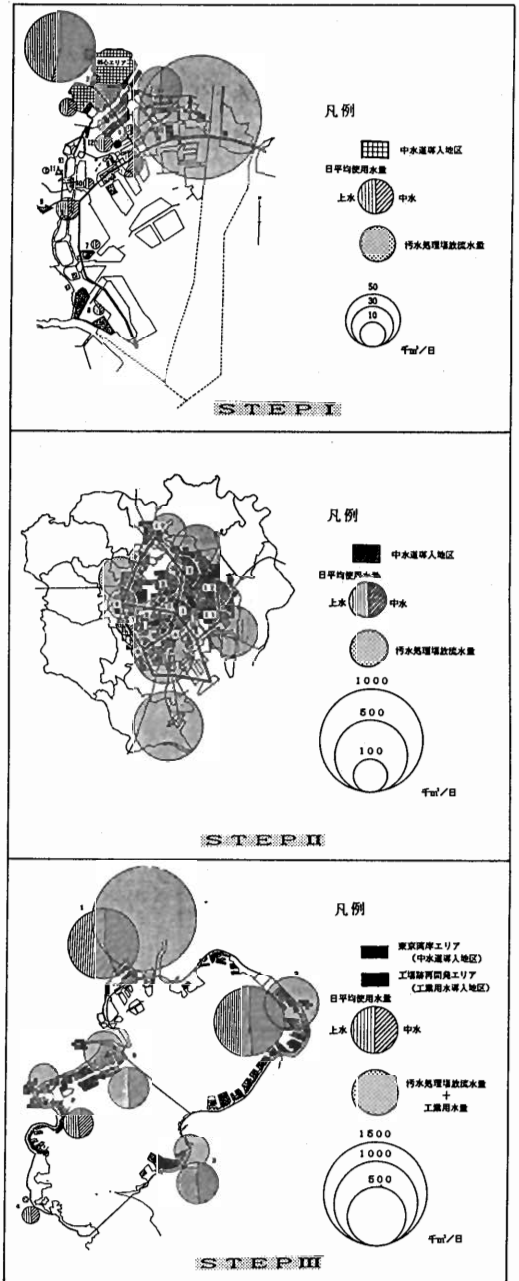 都心エリア
凡例
中水道導入地区
日平均使用水量
上水
中水
汚水処理場放流水量
50
30
10
千m³/日
STEP I
凡例
中水道導入地区
日平均使用水量
上水
中水
汚水処理場放流水量
1000
500
100
千m³/日
STEP II
凡例
東京湾岸エリア
(中水道導入地区)
工場跡再開発エリア
(工業用水導入地区)
日平均使用水量
上水
中水
汚水処理場放流水量
+
工業用水量
1500
1000
500
千m³/日
STEP III